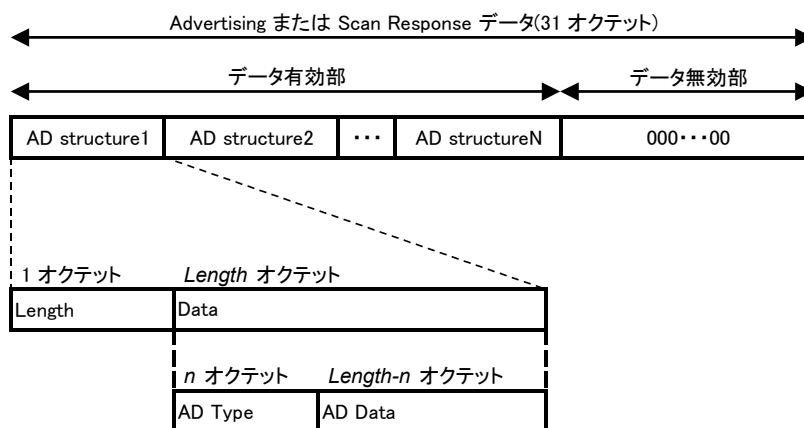 Advertising または Scan Response データ(31 オクテット)
データ有効部 データ無効部
AD structure1 AD structure2 ・・・ AD structureN 000・・・00
1 オクテット Length オクテット
Length Data
n オクテット Length-n オクテット
AD Type AD Data